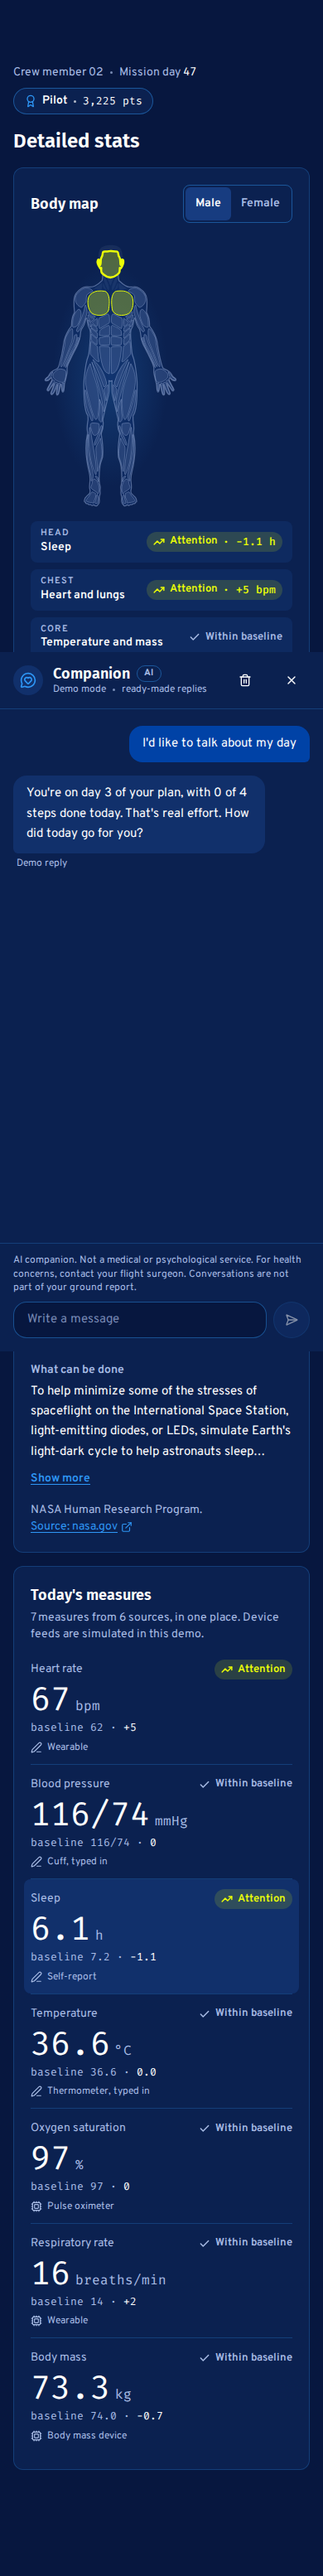 Crew member 02 • Mission day 47
Pilot · 3,225 pts
Detailed stats
Body map
Male Female
HEAD
Sleep
Attention · -1.1 h
CHEST
Heart and lungs
Attention · +5 bpm
CORE
Temperature and mass
Within baseline
Companion AI
Demo mode • ready-made replies
I'd like to talk about my day
You're on day 3 of your plan, with 0 of 4
steps done today. That's real effort. How
did today go for you?
Demo reply
AI companion. Not a medical or psychological service. For health
concerns, contact your flight surgeon. Conversations are not
part of your ground report.
Write a message
What can be done
To help minimize some of the stresses of
spaceflight on the International Space Station,
light-emitting diodes, or LEDs, simulate Earth's
light-dark cycle to help astronauts sleep…
Show more
NASA Human Research Program.
Source: nasa.gov
Today's measures
7 measures from 6 sources, in one place. Device
feeds are simulated in this demo.
Heart rate
Attention
67 bpm
baseline 62 · +5
Wearable
Blood pressure
Within baseline
116/74 mmHg
baseline 116/74 · 0
Cuff, typed in
Sleep
Attention
6.1 h
baseline 7.2 · -1.1
Self-report
Temperature
Within baseline
36.6 °C
baseline 36.6 · 0.0
Thermometer, typed in
Oxygen saturation
Within baseline
97 %
baseline 97 · 0
Pulse oximeter
Respiratory rate
Within baseline
16 breaths/min
baseline 14 · +2
Wearable
Body mass
Within baseline
73.3 kg
baseline 74.0 · -0.7
Body mass device